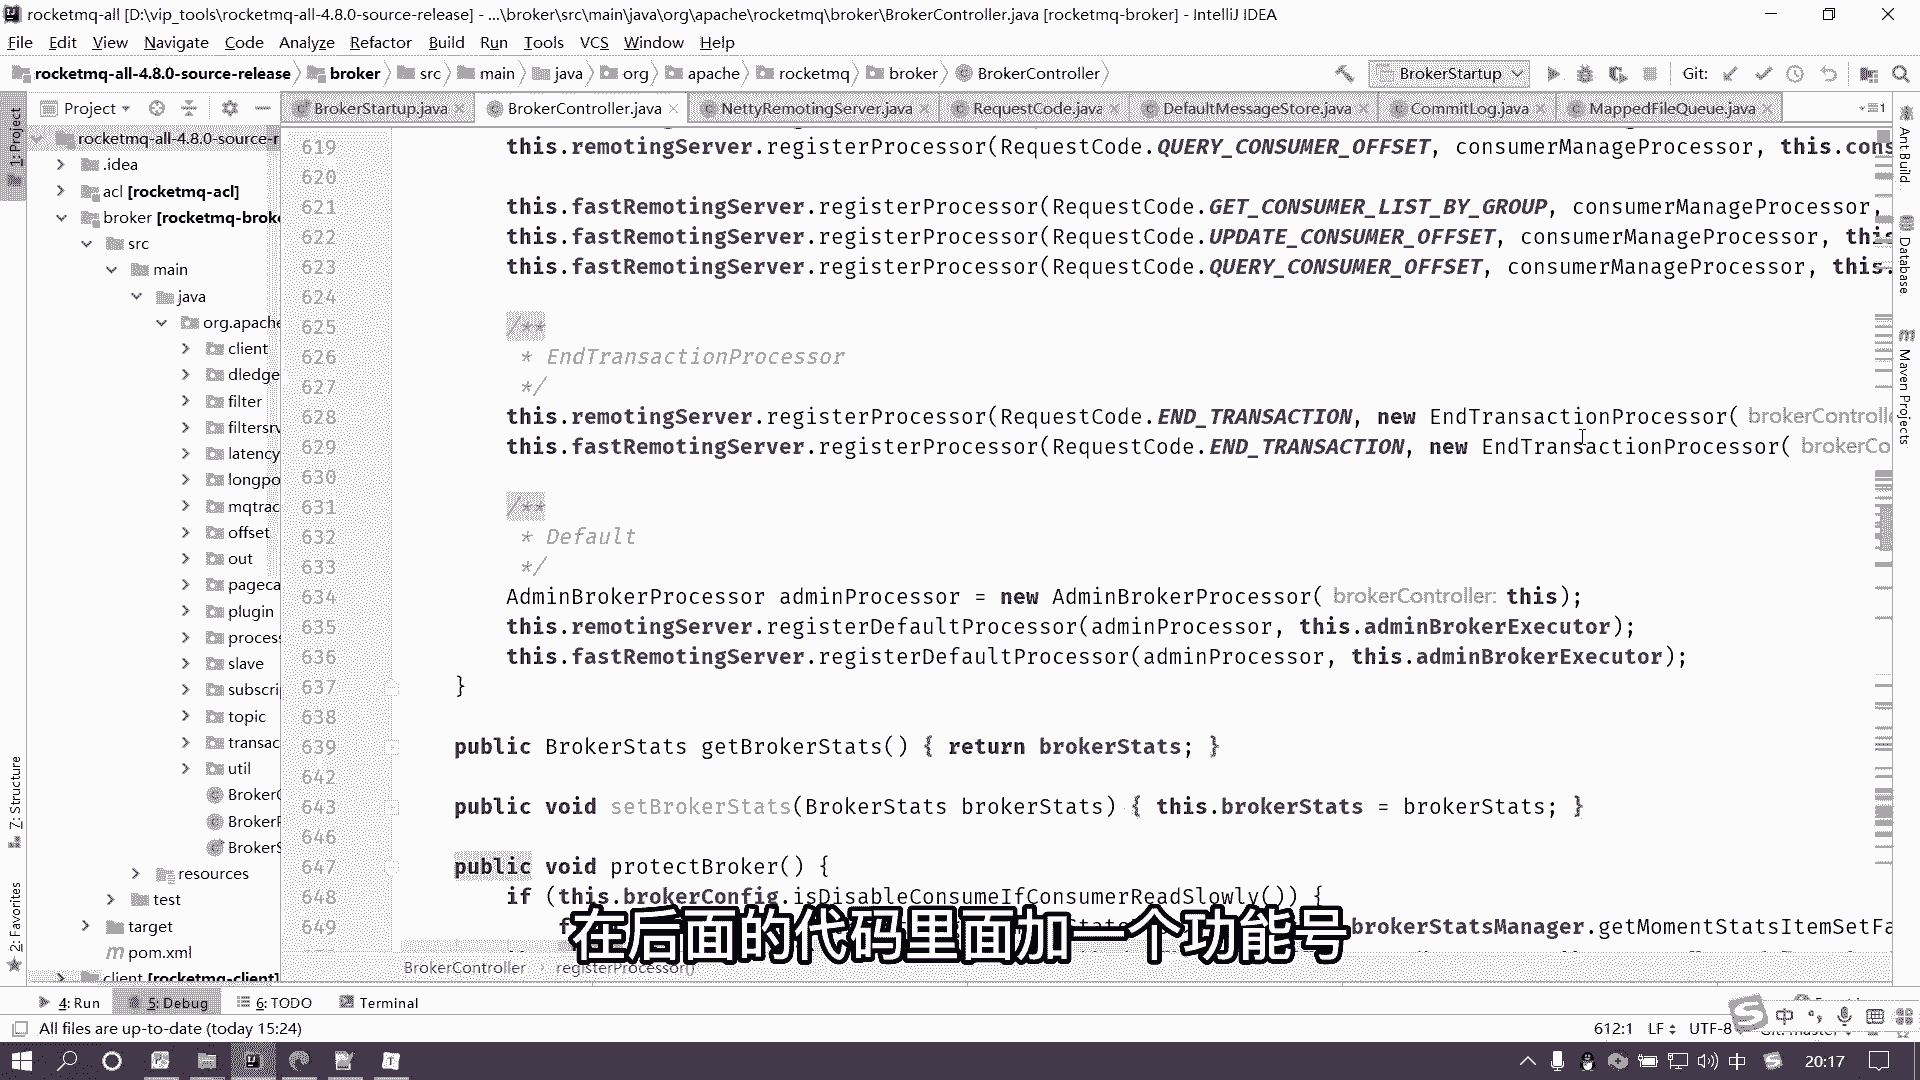 rocketmq-all [D:\vip_tools\rocketmq-all-4.8.0-source-release] - ...\broker\src\main\java\org\apache\rocketmq\broker\BrokerController.java [rocketmq-broker] - IntelliJ IDEA
File Edit View Navigate Code Analyze Refactor Build Run Tools VCS Window Help
rocketmq-all-4.8.0-source-release broker src main java org apache rocketmq broker BrokerController BrokerStartup Git:
Project BrokerStartup.java BrokerController.java NettyRemotingServer.java RequestCode.java DefaultMessageStore.java CommitLog.java MappedFileQueue.java
1: Project
7: Structure
2: Favorites
rocketmq-all-4.8.0-source-r
.idea
acl [rocketmq-acl]
broker [rocketmq-broke
src
main
java
org.apache
client
dledge
filter
filtersrv
latency
longpo
mqtrac
offset
out
pageca
plugin
process
slave
subscri
topic
transac
util
BrokerC
BrokerP
BrokerS
resources
test
target
pom.xml
client [rocketmq-client]
619 this.remotingServer.registerProcessor(RequestCode.QUERY_CONSUMER_OFFSET, consumerManageProcessor, this.cons
620
621 this.fastRemotingServer.registerProcessor(RequestCode.GET_CONSUMER_LIST_BY_GROUP, consumerManageProcessor,
622 this.fastRemotingServer.registerProcessor(RequestCode.UPDATE_CONSUMER_OFFSET, consumerManageProcessor, this
623 this.fastRemotingServer.registerProcessor(RequestCode.QUERY_CONSUMER_OFFSET, consumerManageProcessor, this.
624
625 /**
626 * EndTransactionProcessor
627 */
628 this.remotingServer.registerProcessor(RequestCode.END_TRANSACTION, new EndTransactionProcessor( brokerControlle
629 this.fastRemotingServer.registerProcessor(RequestCode.END_TRANSACTION, new EndTransactionProcessor( brokerCo
630
631 /**
632 * Default
633 */
634 AdminBrokerProcessor adminProcessor = new AdminBrokerProcessor( brokerController: this);
635 this.remotingServer.registerDefaultProcessor(adminProcessor, this.adminBrokerExecutor);
636 this.fastRemotingServer.registerDefaultProcessor(adminProcessor, this.adminBrokerExecutor);
637 }
638
639 public BrokerStats getBrokerStats() { return brokerStats; }
642
643 public void setBrokerStats(BrokerStats brokerStats) { this.brokerStats = brokerStats; }
646
647 public void protectBroker() {
648 if (this.brokerConfig.isDisableConsumeIfConsumerReadSlowly()) {
649 brokerStatsManager.getMomentStatsItemSetFa
在后面的代码里面加一个功能号
BrokerController registerProcessor()
Ant Build
Database
Maven Projects
4: Run 5: Debug 6: TODO Terminal
All files are up-to-date (today 15:24) 612:1 LF UTF-8 Git: master
中
中 20:17